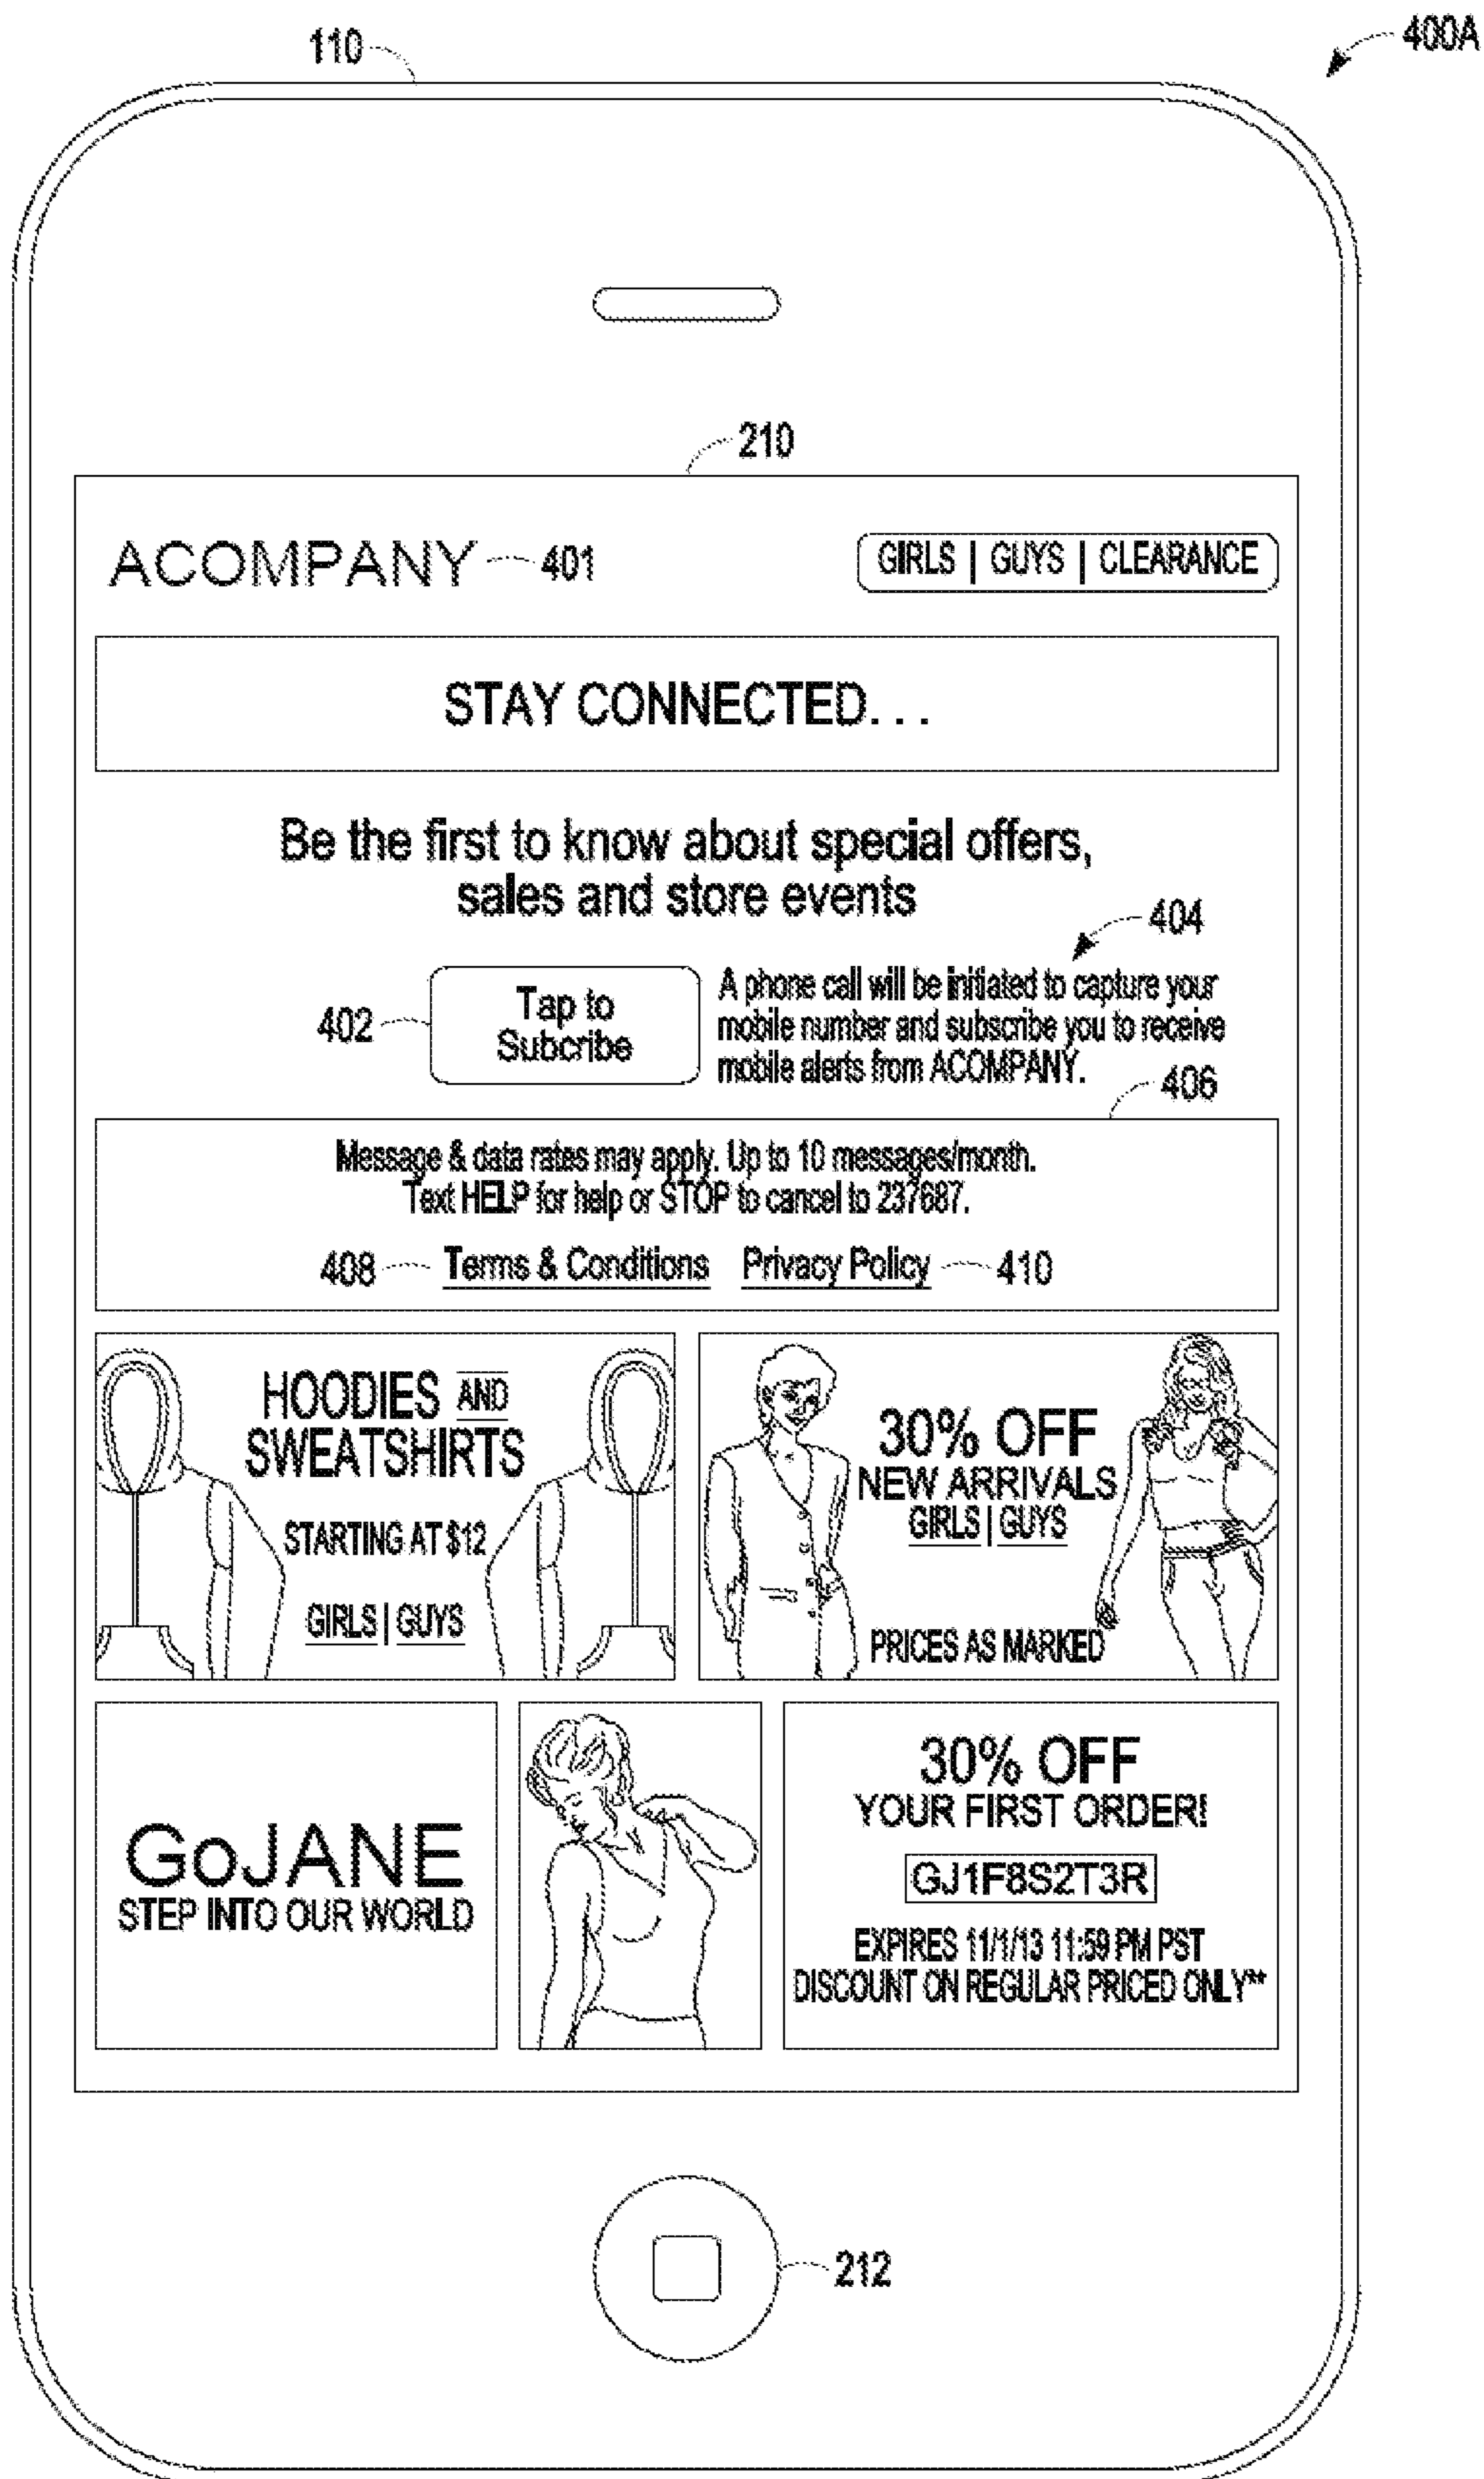 110
400A
210
ACOMPANY 401
GIRLS | GUYS | CLEARANCE
STAY CONNECTED...
Be the first to know about special offers,
sales and store events
404
402
Tap to
Subcribe
A phone call will be initiated to capture your
mobile number and subscribe you to receive
mobile alerts from ACOMPANY.
406
Message & data rates may apply. Up to 10 messages/month.
Text HELP for help or STOP to cancel to 237687.
408 Terms & Conditions Privacy Policy 410
HOODIES AND
SWEATSHIRTS
STARTING AT $12
GIRLS | GUYS
30% OFF
NEW ARRIVALS
GIRLS | GUYS
PRICES AS MARKED
GoJANE
STEP INTO OUR WORLD
30% OFF
YOUR FIRST ORDER!
GJ1F8S2T3R
EXPIRES 11/1/13 11:59 PM PST
DISCOUNT ON REGULAR PRICED ONLY**
212